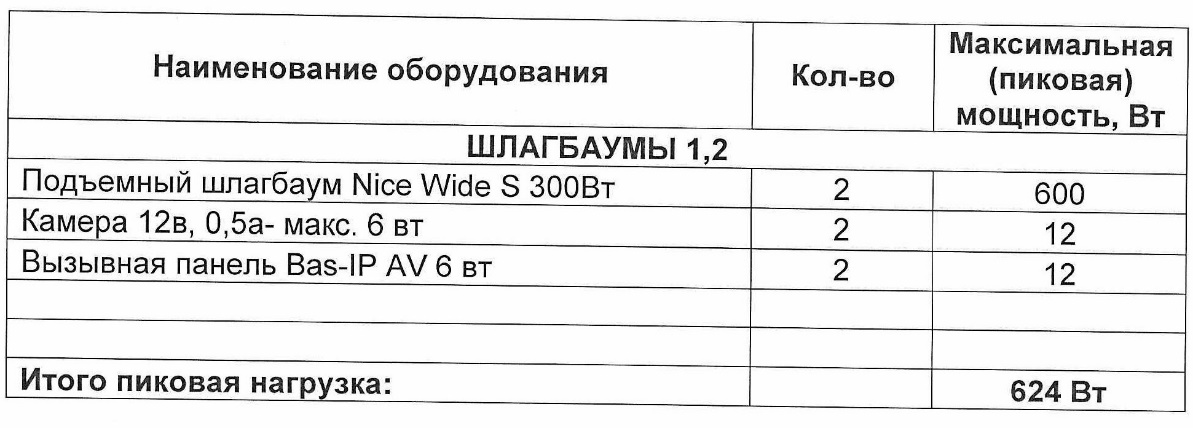 Наименование оборудования
Кол-во
Максимальная
(пиковая)
мощность, Вт
ШЛАГБАУМЫ 1,2
Подъемный шлагбаум Nice Wide S 300Вт 2 600
Камера 12в, 0,5а- макс. 6 вт 2 12
Вызывная панель Bas-IP AV 6 вт 2 12
Итого пиковая нагрузка: 624 Вт